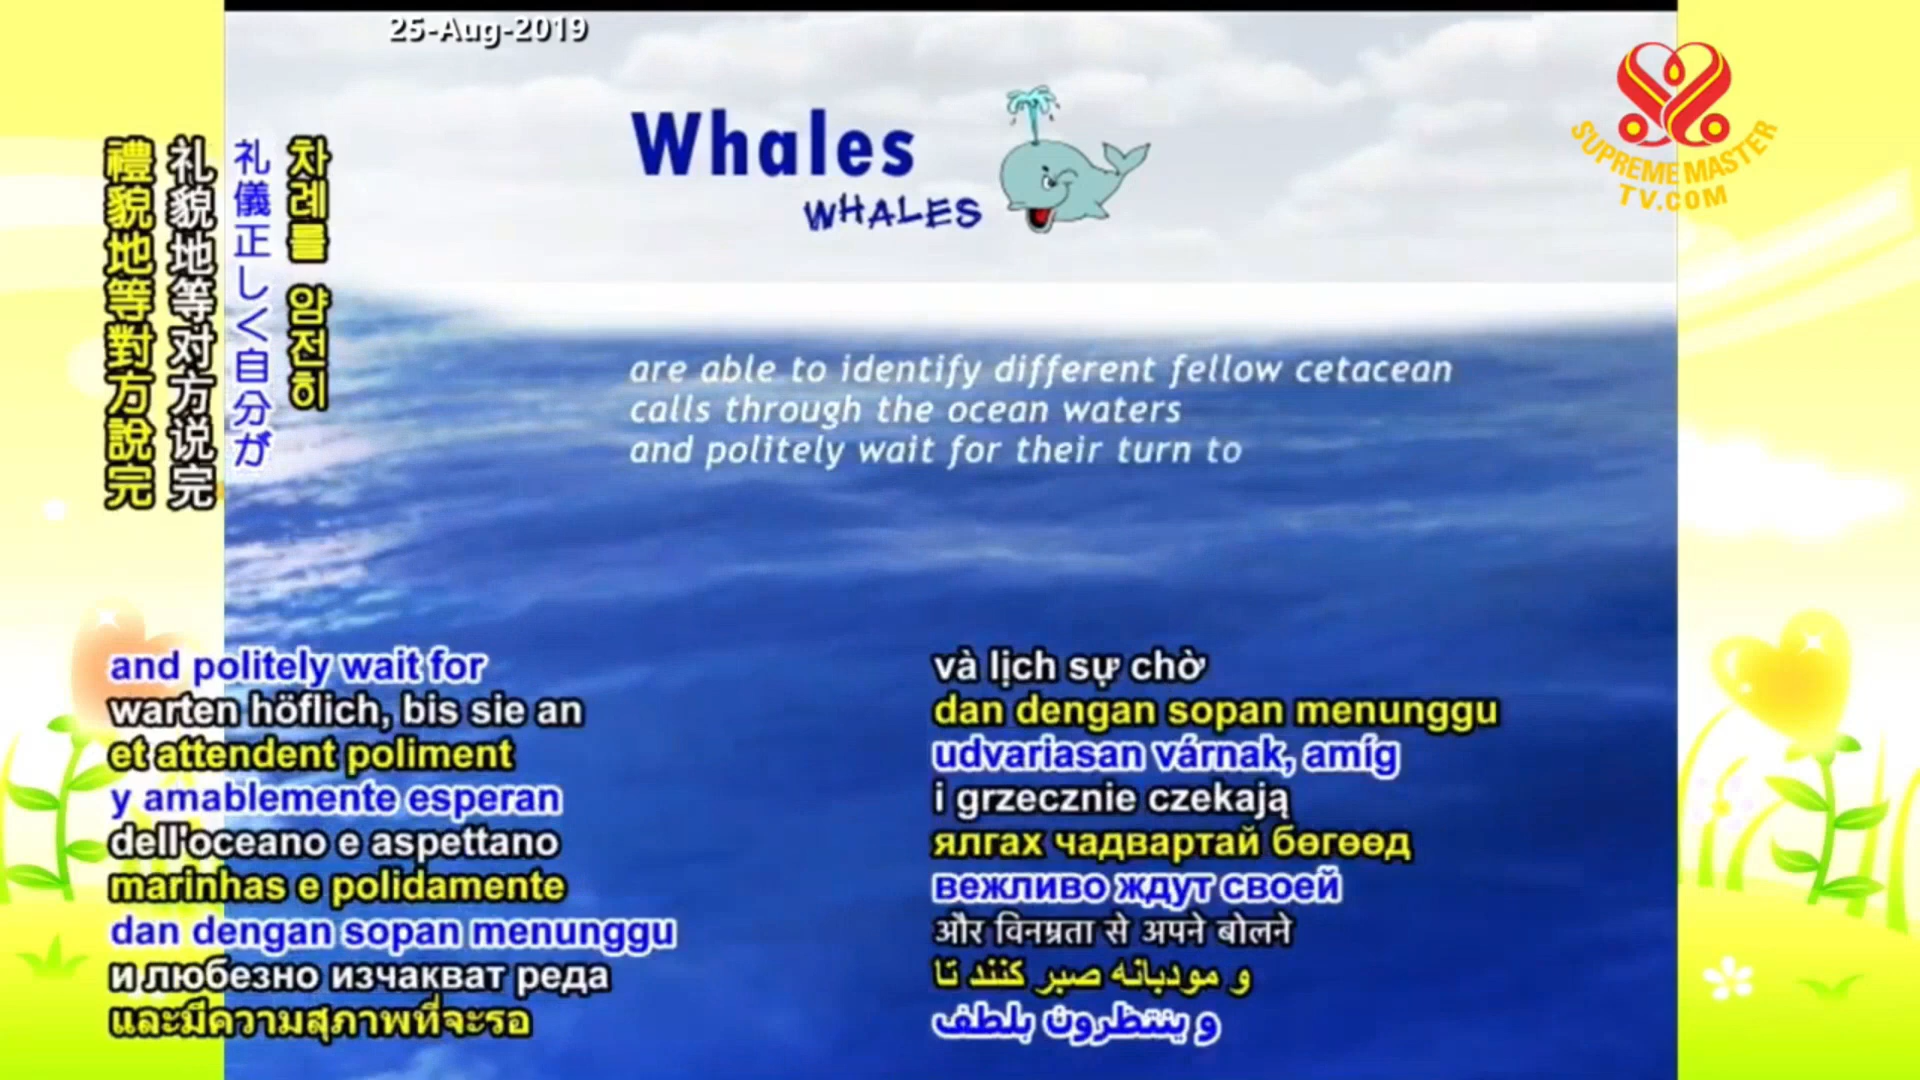 25-Aug-2019
SUPREME MASTER
TV.COM
Whales
WHALES
are able to identify different fellow cetacean
calls through the ocean waters
and politely wait for their turn to
차례를 얌전히
礼儀正しく自分が
礼貌地等对方说完
禮貌地等對方說完
and politely wait for
warten höflich, bis sie an
et attendent poliment
y amablemente esperan
dell'oceano e aspettano
marinhas e polidamente
dan dengan sopan menunggu
и любезно изчакват реда
และมีความสุภาพที่จะรอ
và lịch sự chờ
dan dengan sopan menunggu
udvariasan várnak, amíg
i grzecznie czekają
ялгах чадвартай бөгөөд
вежливо ждут своей
और विनम्रता से अपने बोलने
و مودبانه صبر کنند تا
و ينتظرون بلطف